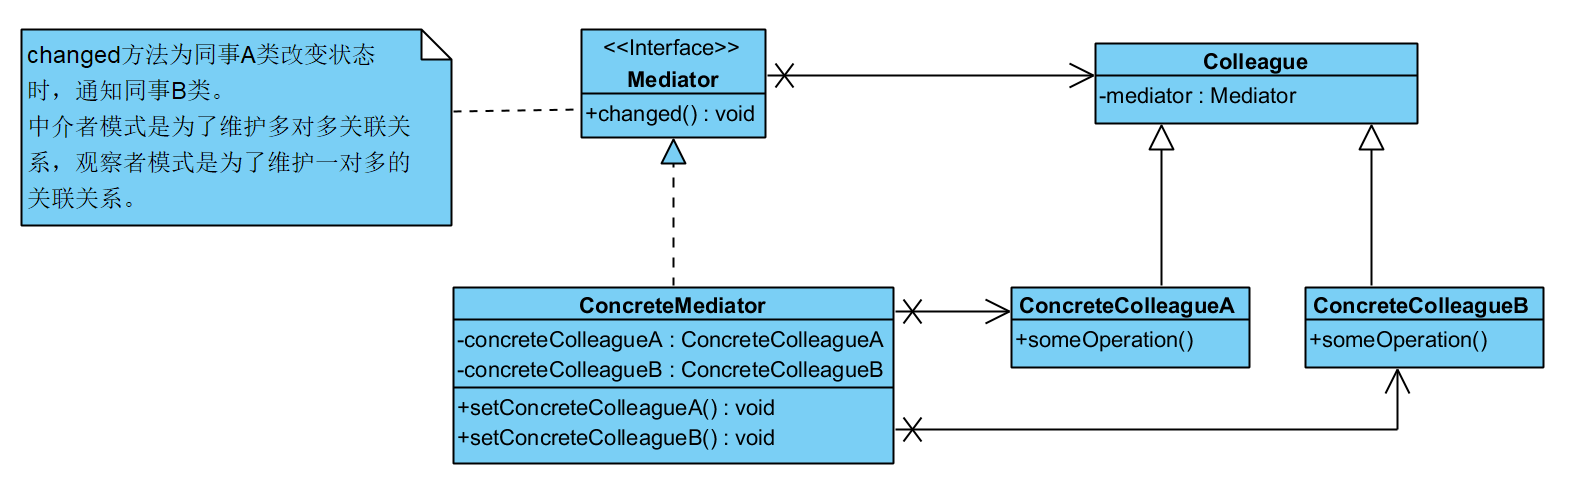 changed方法为同事A类改变状态
时，通知同事B类。
中介者模式是为了维护多对多关联关
系，观察者模式是为了维护一对多的
关联关系。
<<Interface>>
Mediator
+changed() : void
Colleague
-mediator : Mediator
ConcreteMediator
-concreteColleagueA : ConcreteColleagueA
-concreteColleagueB : ConcreteColleagueB
+setConcreteColleagueA() : void
+setConcreteColleagueB() : void
ConcreteColleagueA
+someOperation()
ConcreteColleagueB
+someOperation()